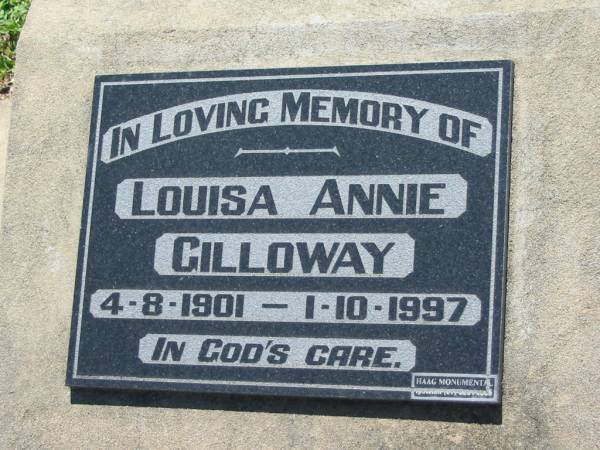 IN LOVING MEMORY OF
LOUISA ANNIE
GILLOWAY
4-8-1901 — 1-10-1997
IN GOD'S CARE.
HAAG MONUMENTAL